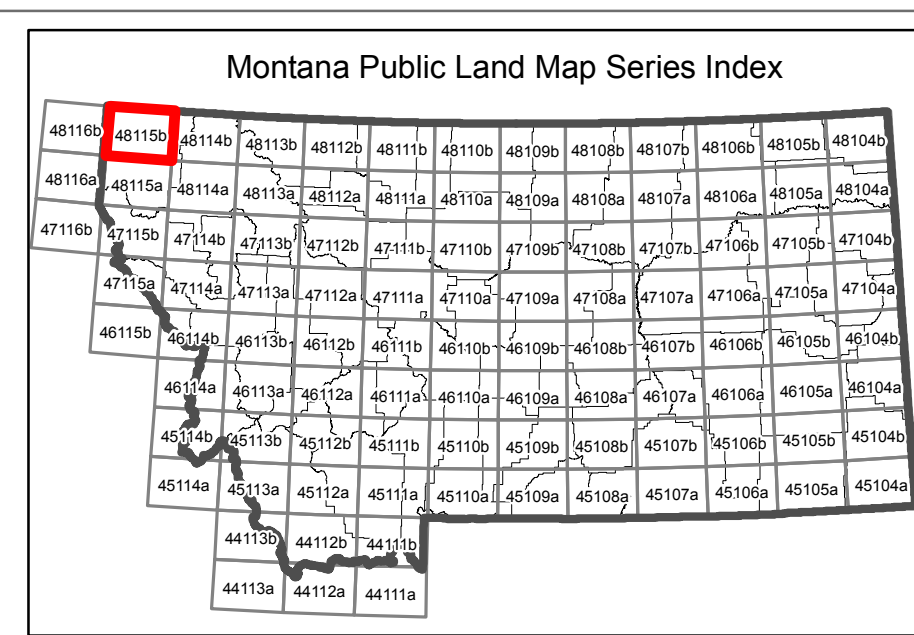 Montana Public Land Map Series Index
48116b 48115b 48114b 48113b 48112b 48111b 48110b 48109b 48108b 48107b 48106b 48105b 48104b
48116a 48115a 48114a 48113a 48112a 48111a 48110a 48109a 48108a 48107a 48106a 48105a 48104a
47116b 47115b 47114b 47113b 47112b 47111b 47110b 47109b 47108b 47107b 47106b 47105b 47104b
47115a 47114a 47113a 47112a 47111a 47110a 47109a 47108a 47107a 47106a 47105a 47104a
46115b 46114b 46113b 46112b 46111b 46110b 46109b 46108b 46107b 46106b 46105b 46104b
46114a 46113a 46112a 46111a 46110a 46109a 46108a 46107a 46106a 46105a 46104a
45114b 45113b 45112b 45111b 45110b 45109b 45108b 45107b 45106b 45105b 45104b
45114a 45113a 45112a 45111a 45110a 45109a 45108a 45107a 45106a 45105a 45104a
44113b 44112b 44111b
44113a 44112a 44111a